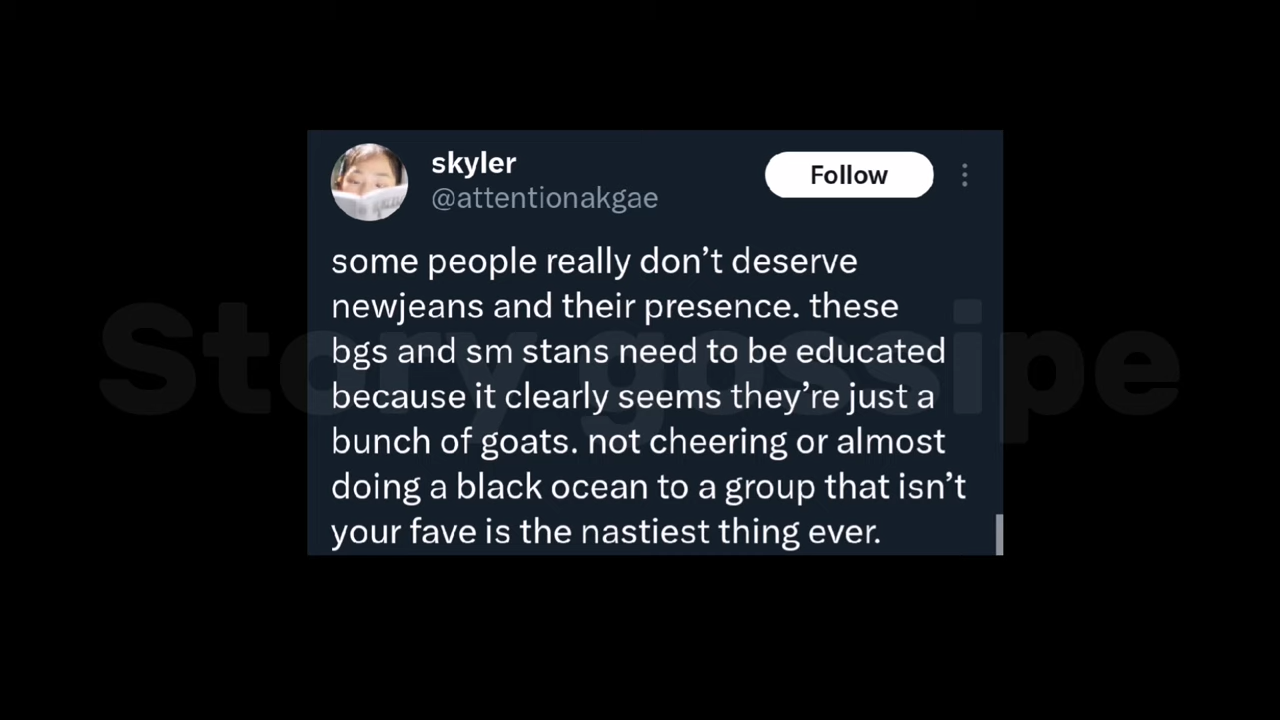 skyler
@attentionakgae
Follow
some people really don’t deserve
newjeans and their presence. these
bgs and sm stans need to be educated
because it clearly seems they’re just a
bunch of goats. not cheering or almost
doing a black ocean to a group that isn’t
your fave is the nastiest thing ever.
Story gossipe